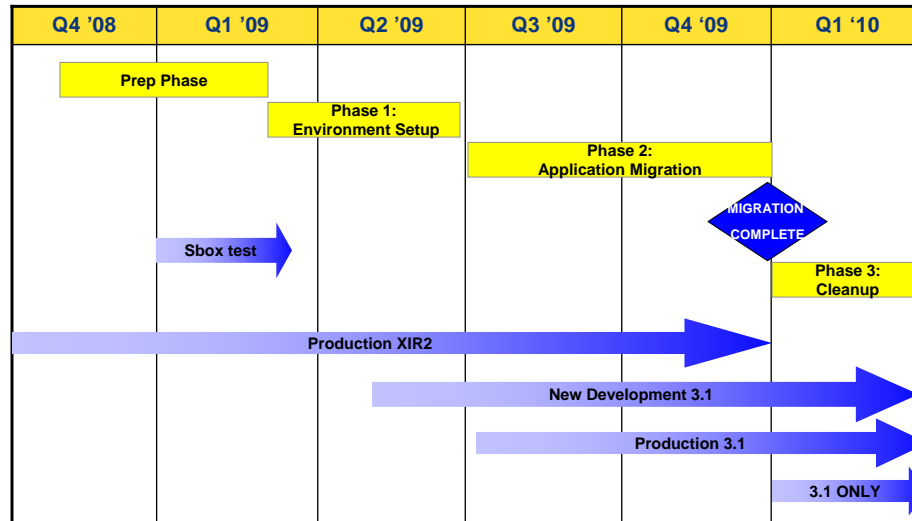 Q4 ’08 Q1 ’09 Q2 ’09 Q3 ’09 Q4 ‘09 Q1 ‘10
Prep Phase
Phase 1:
Environment Setup
Phase 2:
Application Migration
MIGRATION
COMPLETE
Sbox test
Phase 3:
Cleanup
Production XIR2
New Development 3.1
Production 3.1
3.1 ONLY